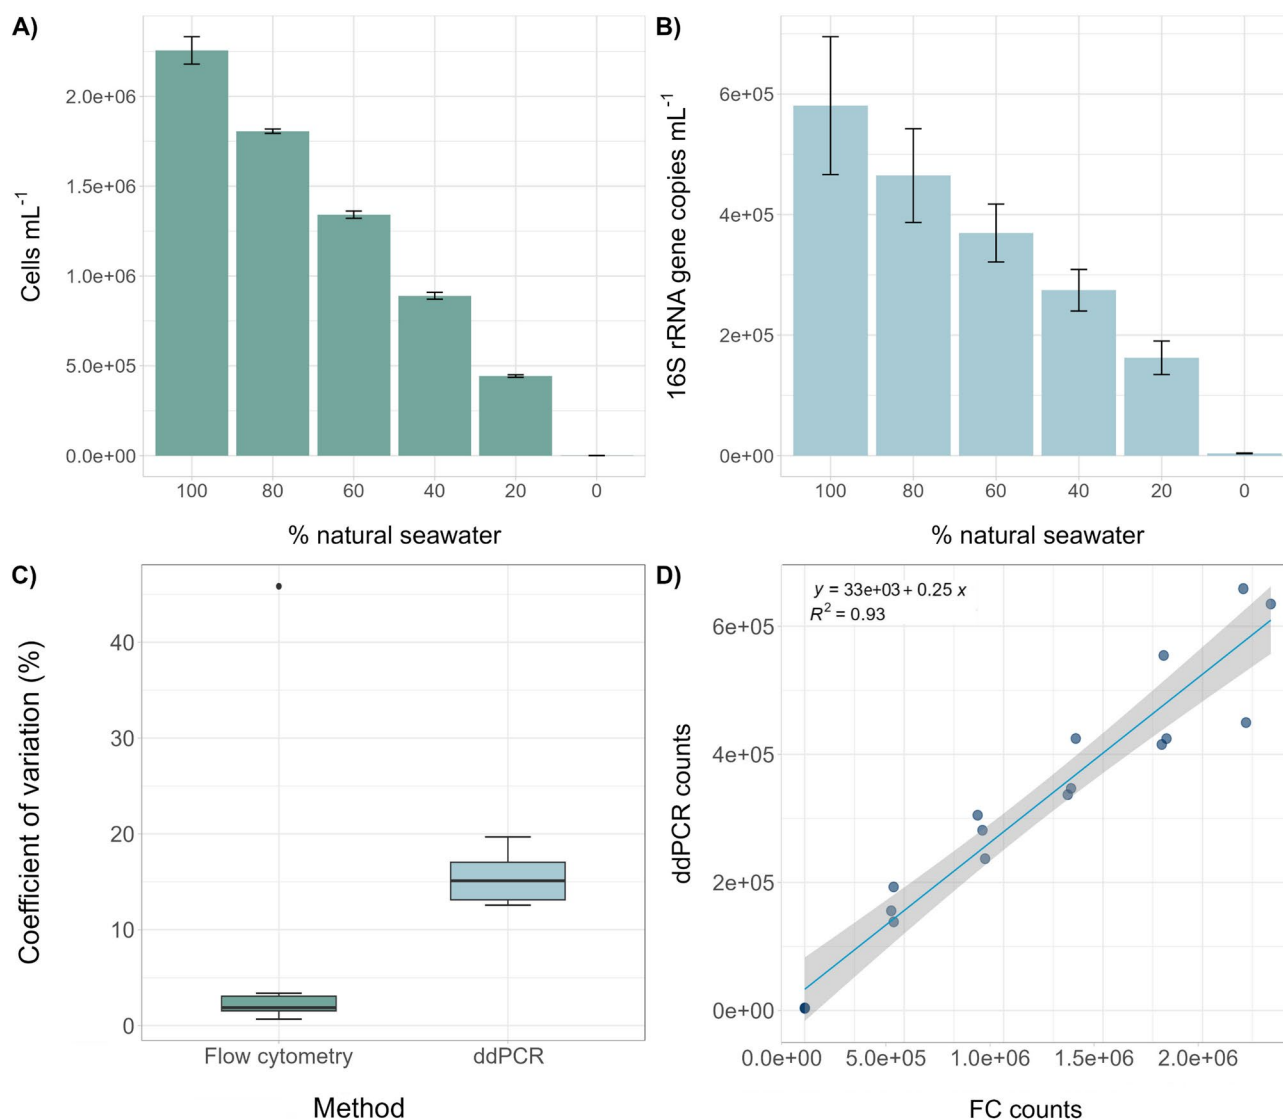 A)
Cells mL-1
2.0e+06
1.5e+06
1.0e+06
5.0e+05
0.0e+00
100 80 60 40 20 0
% natural seawater
B)
16S rRNA gene copies mL-1
6e+05
4e+05
2e+05
0e+00
100 80 60 40 20 0
% natural seawater
C)
Coefficient of variation (%)
40
30
20
10
0
Flow cytometry ddPCR
Method
D)
y = 33e+03 + 0.25 x
R2 = 0.93
ddPCR counts
6e+05
4e+05
2e+05
0e+00
0.0e+00 5.0e+05 1.0e+06 1.5e+06 2.0e+06
FC counts